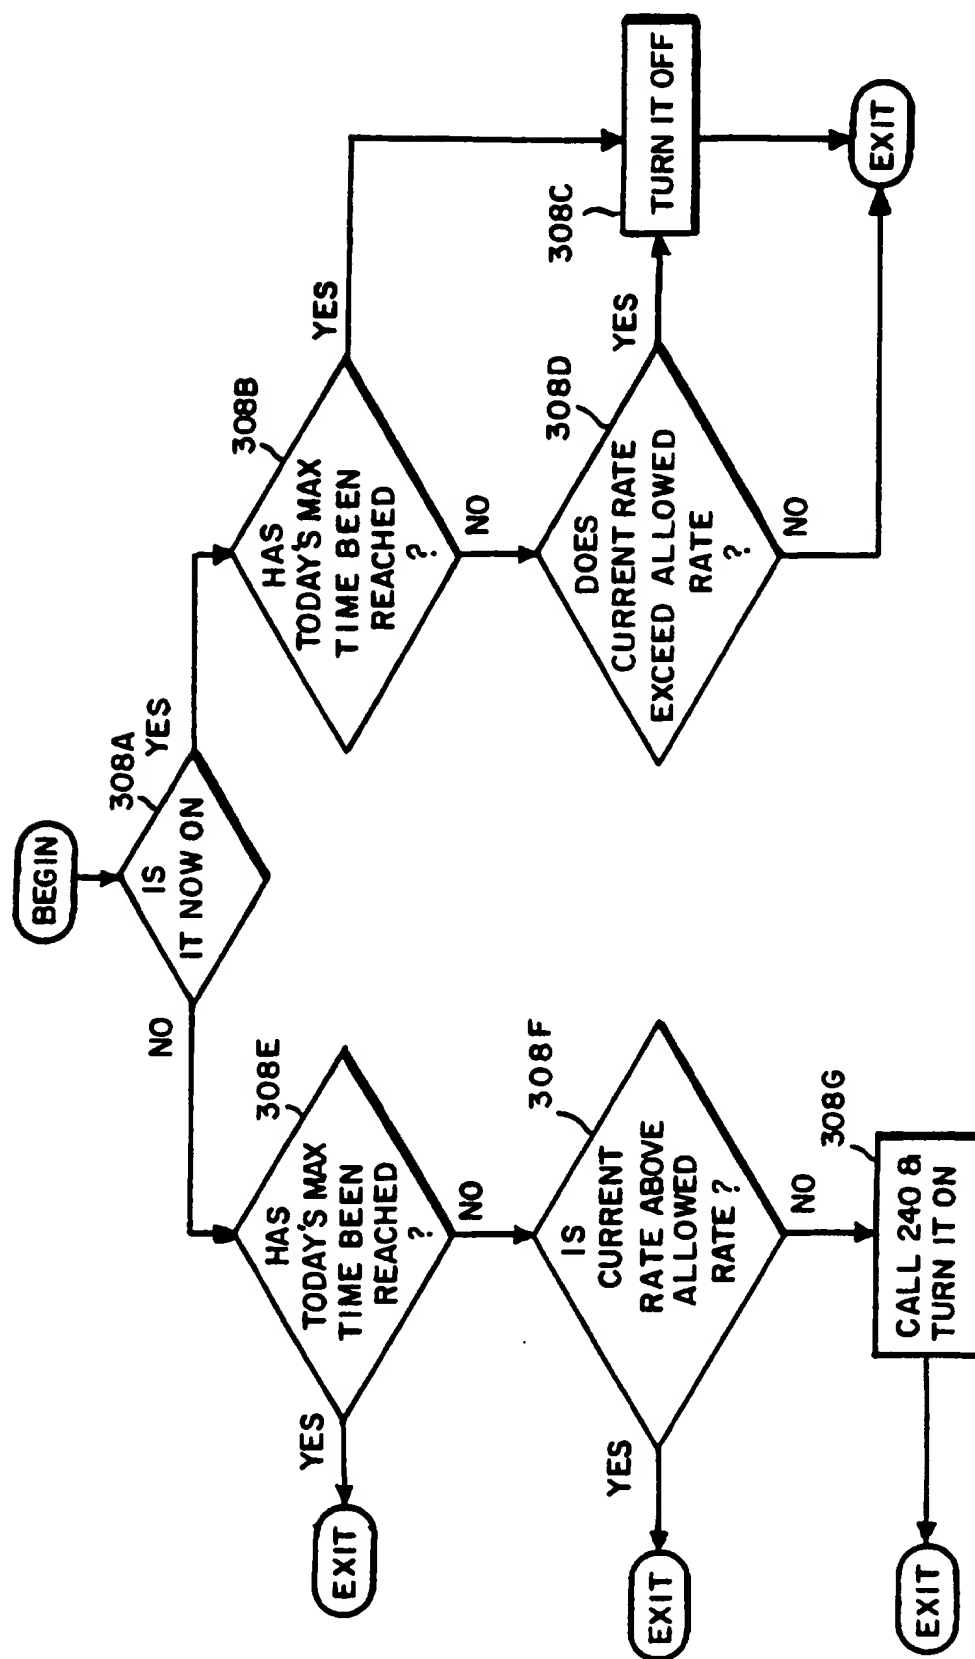 BEGIN
308A
IS
IT NOW ON
NO
YES
308E
HAS
TODAY'S MAX
TIME BEEN
REACHED
?
YES
EXIT
NO
308F
IS
CURRENT
RATE ABOVE
ALLOWED
RATE ?
YES
EXIT
NO
308G
CALL 240 &
TURN IT ON
EXIT
308B
HAS
TODAY'S MAX
TIME BEEN
REACHED
?
YES
NO
308D
DOES
CURRENT RATE
EXCEED ALLOWED
RATE
?
YES
NO
308C
TURN IT OFF
EXIT